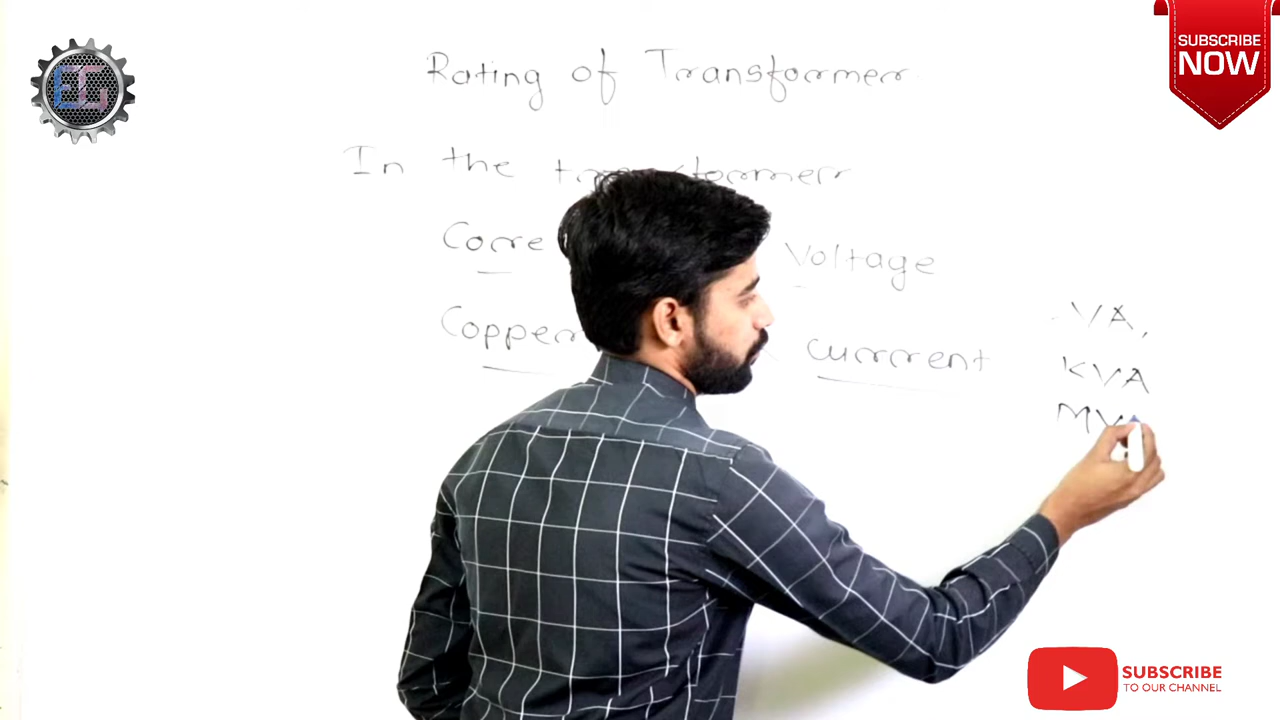 SUBSCRIBE
NOW
Rating of Transformer
In the
Core Voltage
Copper current
VA,
KVA
SUBSCRIBE
TO OUR CHANNEL